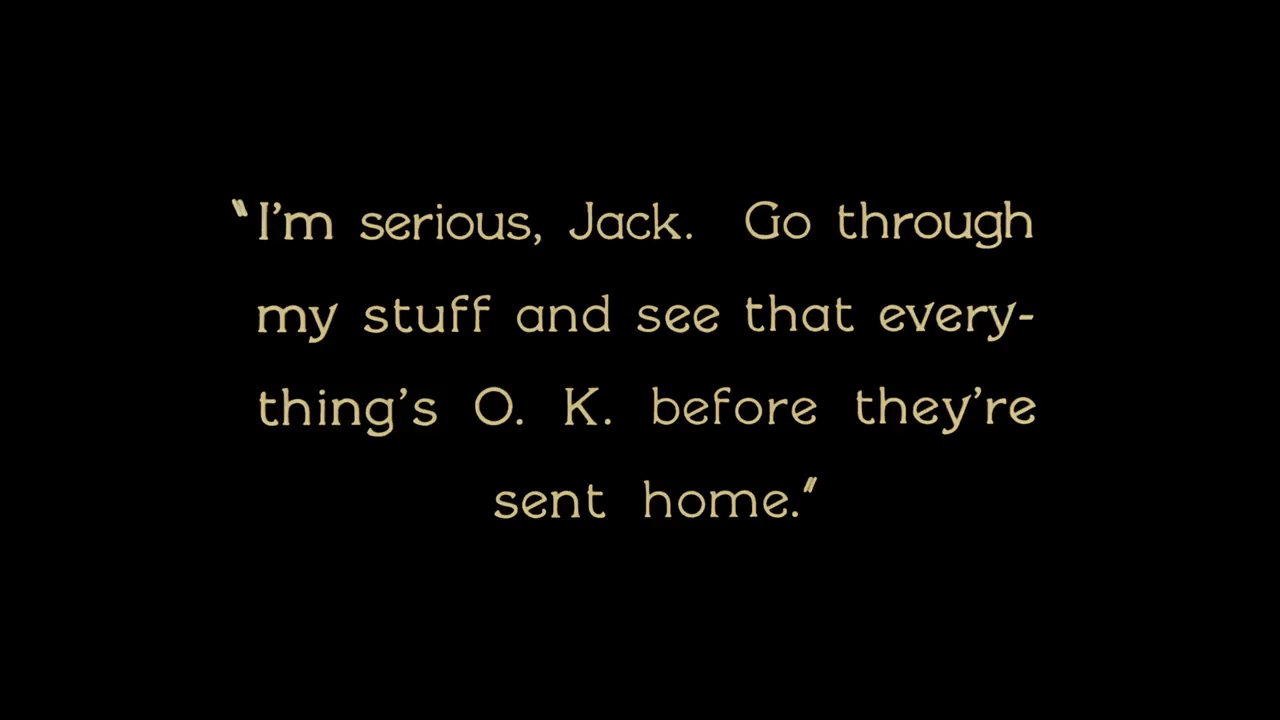 "I'm serious, Jack. Go through
my stuff and see that every-
thing's O. K. before they're
sent home."